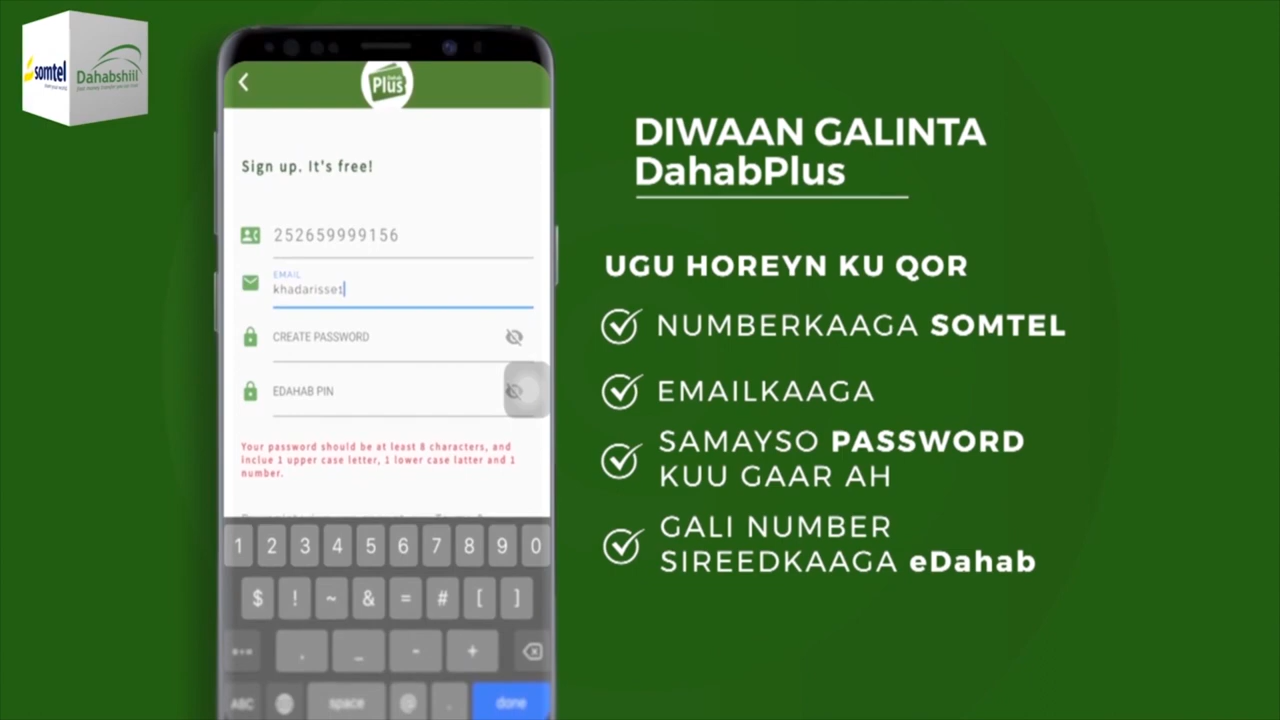 somtel
Dahabshiil
Dahab
Plus
Sign up. It's free!
252659999156
EMAIL
khadarisset
CREATE PASSWORD
EDAHAB PIN
Your password should be at least 8 characters, and
inclue 1 upper case letter, 1 lower case latter and 1
number.
1 2 3 4 5 6 7 8 9 0
$ ! ~ & = # [ ]
. _ - +
ABC space @ . done
DIWAAN GALINTA
DahabPlus
UGU HOREYN KU QOR
NUMBERKAAGA SOMTEL
EMAILKAAGA
SAMAYSO PASSWORD
KUU GAAR AH
GALI NUMBER
SIREEDKAAGA eDahab